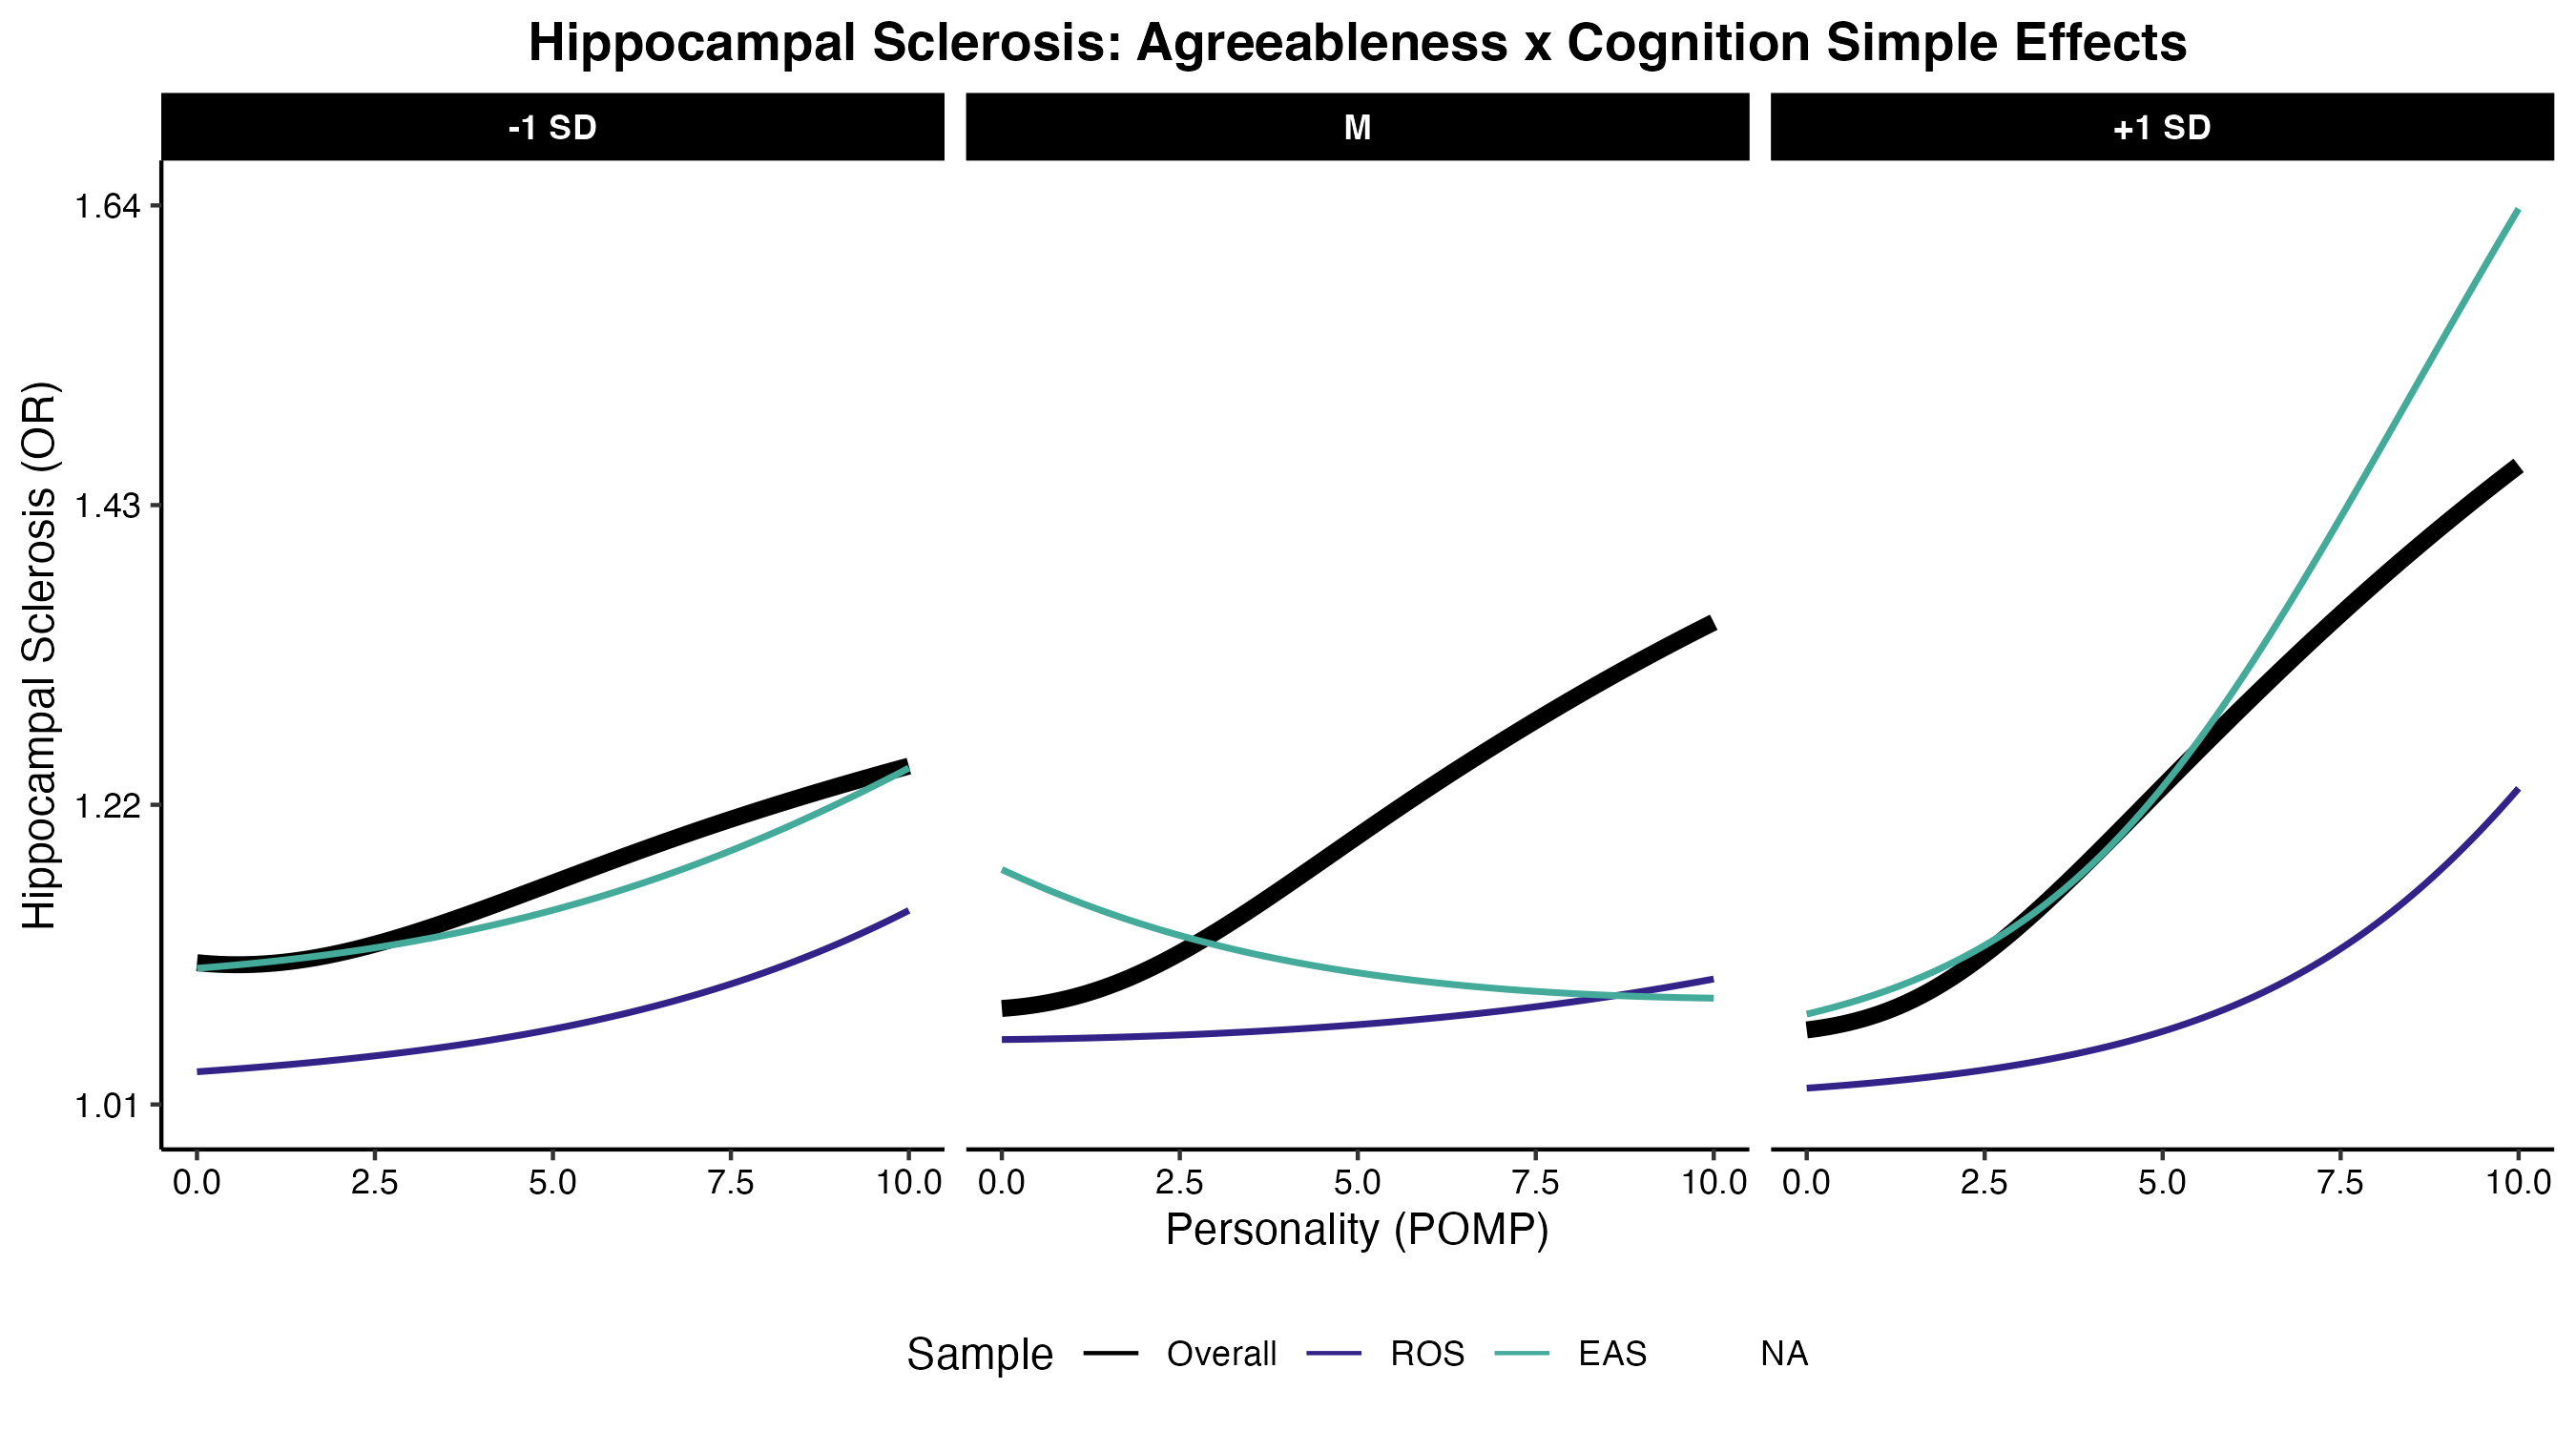 Hippocampal Sclerosis: Agreeableness x Cognition Simple Effects
-1 SD
M
+1 SD
Hippocampal Sclerosis (OR)
1.64
1.43
1.22
1.01
0.0 2.5 5.0 7.5 10.0
0.0 2.5 5.0 7.5 10.0
0.0 2.5 5.0 7.5 10.0
Personality (POMP)
Sample Overall ROS EAS NA